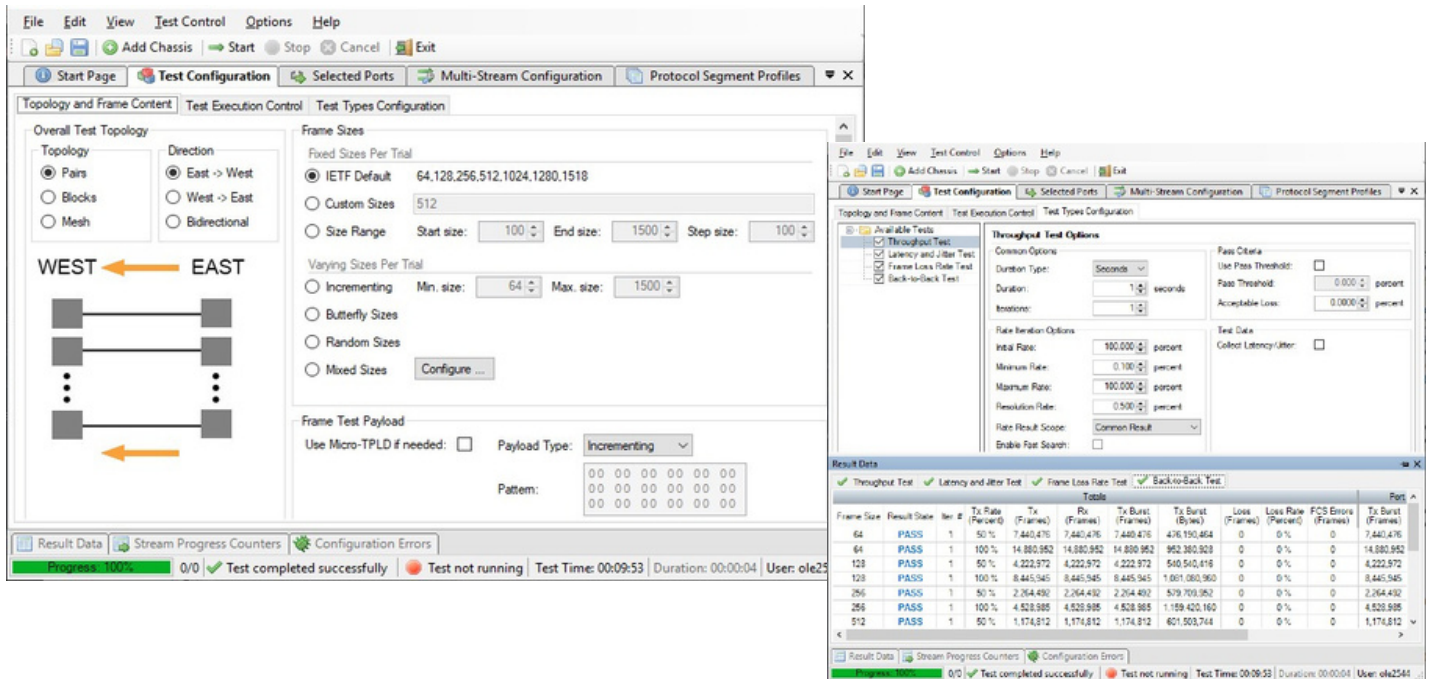 File Edit View Test Control Options Help
Add Chassis Start Stop Cancel Exit
Start Page Test Configuration Selected Ports Multi-Stream Configuration Protocol Segment Profiles
Topology and Frame Content Test Execution Control Test Types Configuration
Overall Test Topology
Topology Direction
Pairs East -> West
Blocks West -> East
Mesh Bidirectional
WEST EAST
Frame Sizes
Fixed Sizes Per Trial
IETF Default 64,128,256,512,1024,1280,1518
Custom Sizes 512
Size Range Start size: 100 End size: 1500 Step size: 100
Varying Sizes Per Trial
Incrementing Min. size: 64 Max. size: 1500
Butterfly Sizes
Random Sizes
Mixed Sizes Configure ...
Frame Test Payload
Use Micro-TPLD if needed: Payload Type: Incrementing
Pattern: 00 00 00 00 00 00
00 00 00 00 00 00
00 00 00 00 00 00
Result Data Stream Progress Counters Configuration Errors
Progress: 100% 0/0 Test completed successfully Test not running Test Time: 00:09:53 Duration: 00:00:04 User: ole25
File Edit View Test Control Options Help
Add Chassis Start Stop Cancel Exit
Start Page Test Configuration Selected Ports Multi-Stream Configuration Protocol Segment Profiles
Topology and Frame Content Test Execution Control Test Types Configuration
Available Tests
Throughput Test
Latency and Jitter Test
Frame Loss Rate Test
Back-to-Back Test
Throughput Test Options
Common Options
Duration Type: Seconds
Duration: 1 seconds
Iterations: 1
Pass Criteria
Use Pass Threshold:
Pass Threshold: 0.000 percent
Acceptable Loss: 0.0000 percent
Rate Iteration Options
Initial Rate: 100.000 percent
Minimum Rate: 0.100 percent
Maximum Rate: 100.000 percent
Resolution Rate: 0.500 percent
Rate Result Scope: Common Result
Enable Fast Search:
Test Data
Collect Latency/Jitter:
Result Data
Throughput Test Latency and Jitter Test Frame Loss Rate Test Back-to-Back Test
Totals Port
Frame Size Result State Iter # Tx Rate (Percent) Tx (Frames) Rx (Frames) Tx Burst (Frames) Tx Burst (Bytes) Loss (Frames) Loss Rate (Percent) FCS Errors (Frames) Tx Burst (Frames)
64 PASS 1 50 % 7,440,476 7,440,476 7,440,476 476,190,464 0 0 % 0 7,440,476
64 PASS 1 100 % 14,880,952 14,880,952 14,880,952 952,380,928 0 0 % 0 14,880,952
128 PASS 1 50 % 4,222,972 4,222,972 4,222,972 540,540,416 0 0 % 0 4,222,972
128 PASS 1 100 % 8,445,945 8,445,945 8,445,945 1,081,080,960 0 0 % 0 8,445,945
256 PASS 1 50 % 2,264,492 2,264,492 2,264,492 579,709,952 0 0 % 0 2,264,492
256 PASS 1 100 % 4,528,985 4,528,985 4,528,985 1,159,420,160 0 0 % 0 4,528,985
512 PASS 1 50 % 1,174,812 1,174,812 1,174,812 601,503,744 0 0 % 0 1,174,812
Result Data Stream Progress Counters Configuration Errors
Progress: 100% 0/0 Test completed successfully Test not running Test Time: 00:09:53 Duration: 00:00:04 User: ole2544